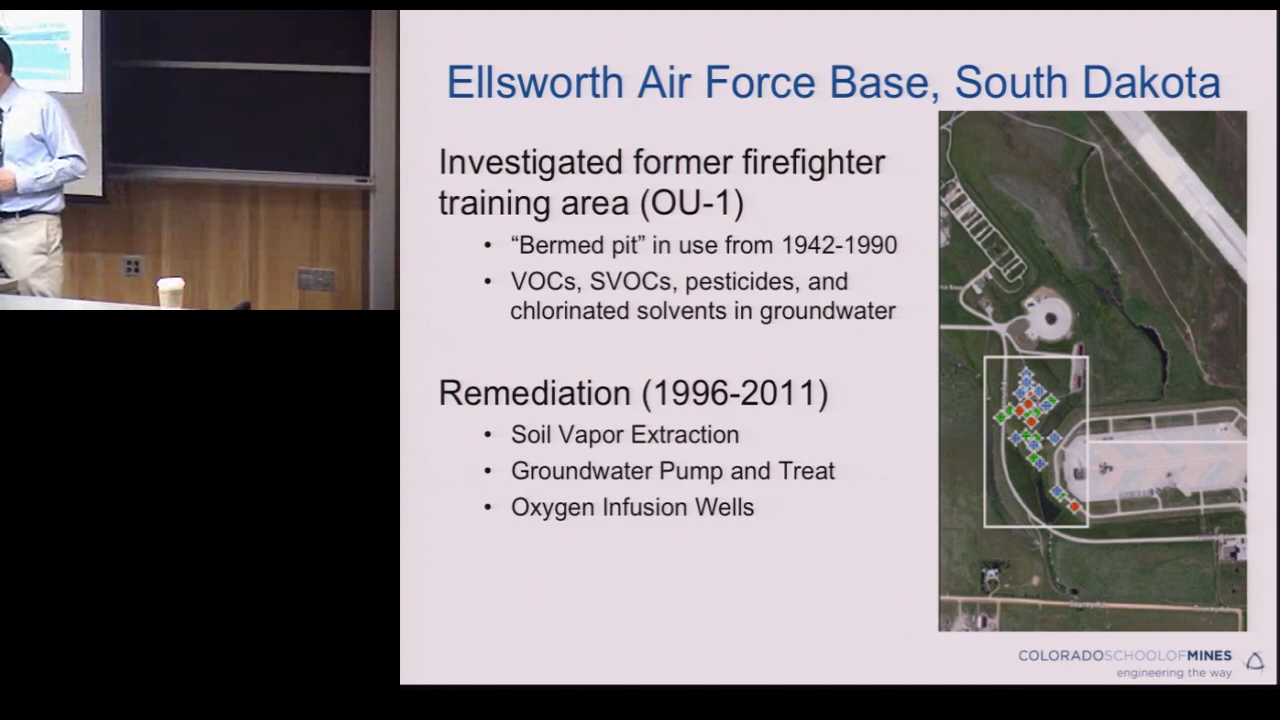 Ellsworth Air Force Base, South Dakota
Investigated former firefighter
training area (OU-1)
• “Bermed pit” in use from 1942-1990
• VOCs, SVOCs, pesticides, and
chlorinated solvents in groundwater
Remediation (1996-2011)
• Soil Vapor Extraction
• Groundwater Pump and Treat
• Oxygen Infusion Wells
COLORADOSCHOOLOFMINES
engineering the way